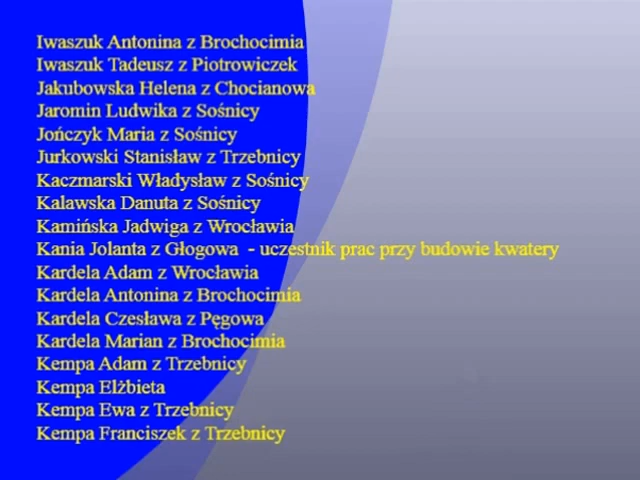 Iwaszuk Antonina z Brochocimia
Iwaszuk Tadeusz z Piotrowiczek
Jakubowska Helena z Chocianowa
Jaromin Ludwika z Sośnicy
Jończyk Maria z Sośnicy
Jurkowski Stanisław z Trzebnicy
Kaczmarski Władysław z Sośnicy
Kalawska Danuta z Sośnicy
Kamińska Jadwiga z Wrocławia
Kania Jolanta z Głogowa - uczestnik prac przy budowie kwatery
Kardela Adam z Wrocławia
Kardela Antonina z Brochocimia
Kardela Czesława z Pęgowa
Kardela Marian z Brochocimia
Kempa Adam z Trzebnicy
Kempa Elżbieta
Kempa Ewa z Trzebnicy
Kempa Franciszek z Trzebnicy